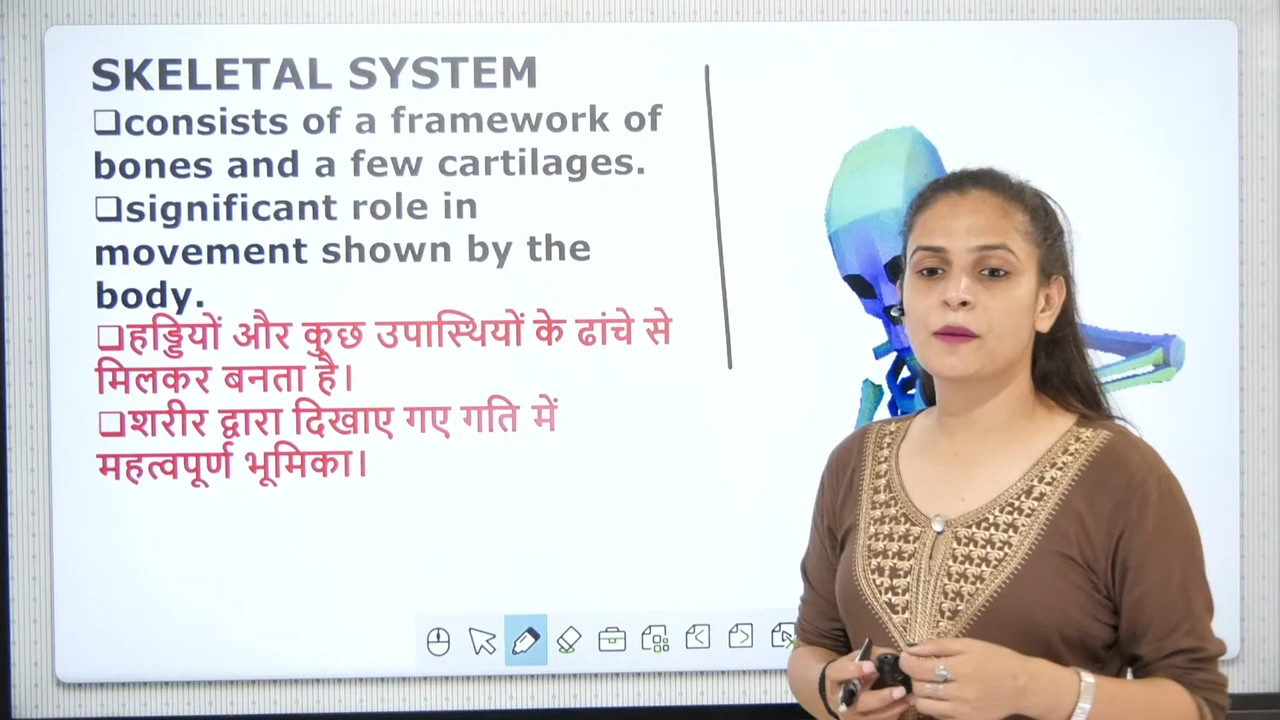 SKELETAL SYSTEM
❑consists of a framework of
bones and a few cartilages.
❑significant role in
movement shown by the
body.
❑हड्डियों और कुछ उपास्थियों के ढांचे से
मिलकर बनता है।
❑शरीर द्वारा दिखाए गए गति में
महत्वपूर्ण भूमिका।